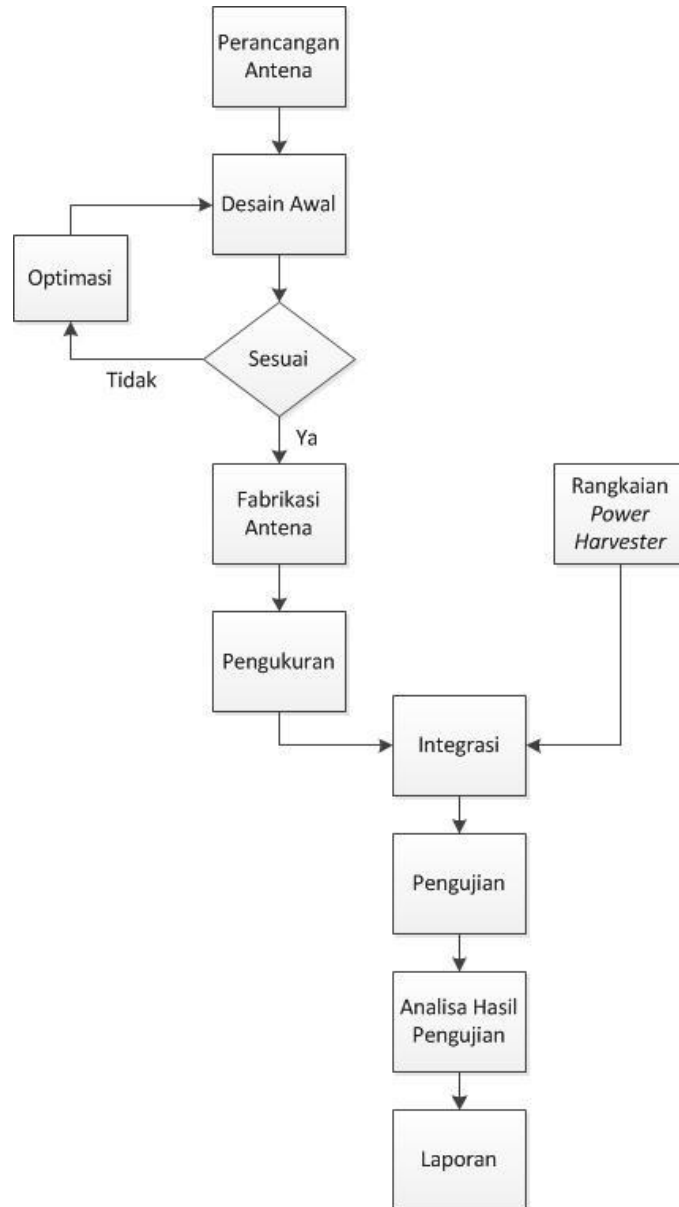 Perancangan
Antena
Desain Awal
Optimasi
Sesuai
Tidak
Ya
Fabrikasi
Antena
Rangkaian
Power
Harvester
Pengukuran
Integrasi
Pengujian
Analisa Hasil
Pengujian
Laporan